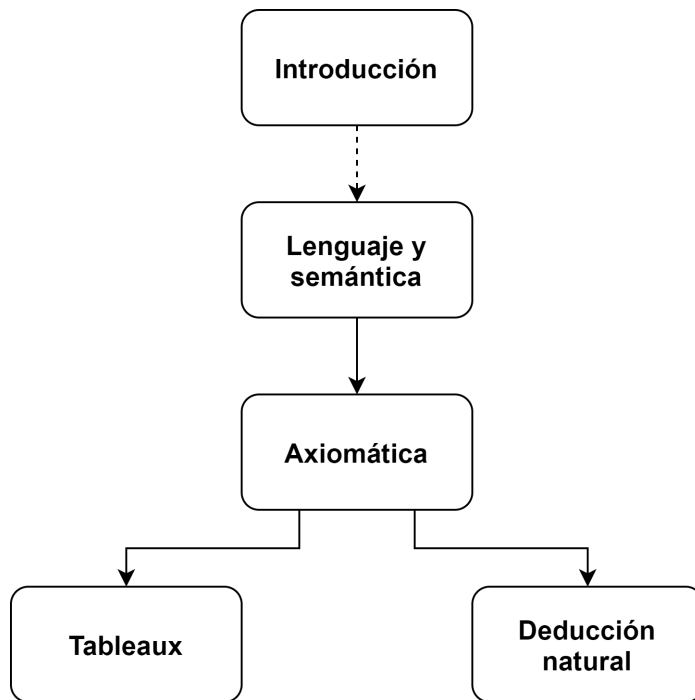 Introducción
Lenguaje y
semántica
Axiomática
Tableaux
Deducción
natural